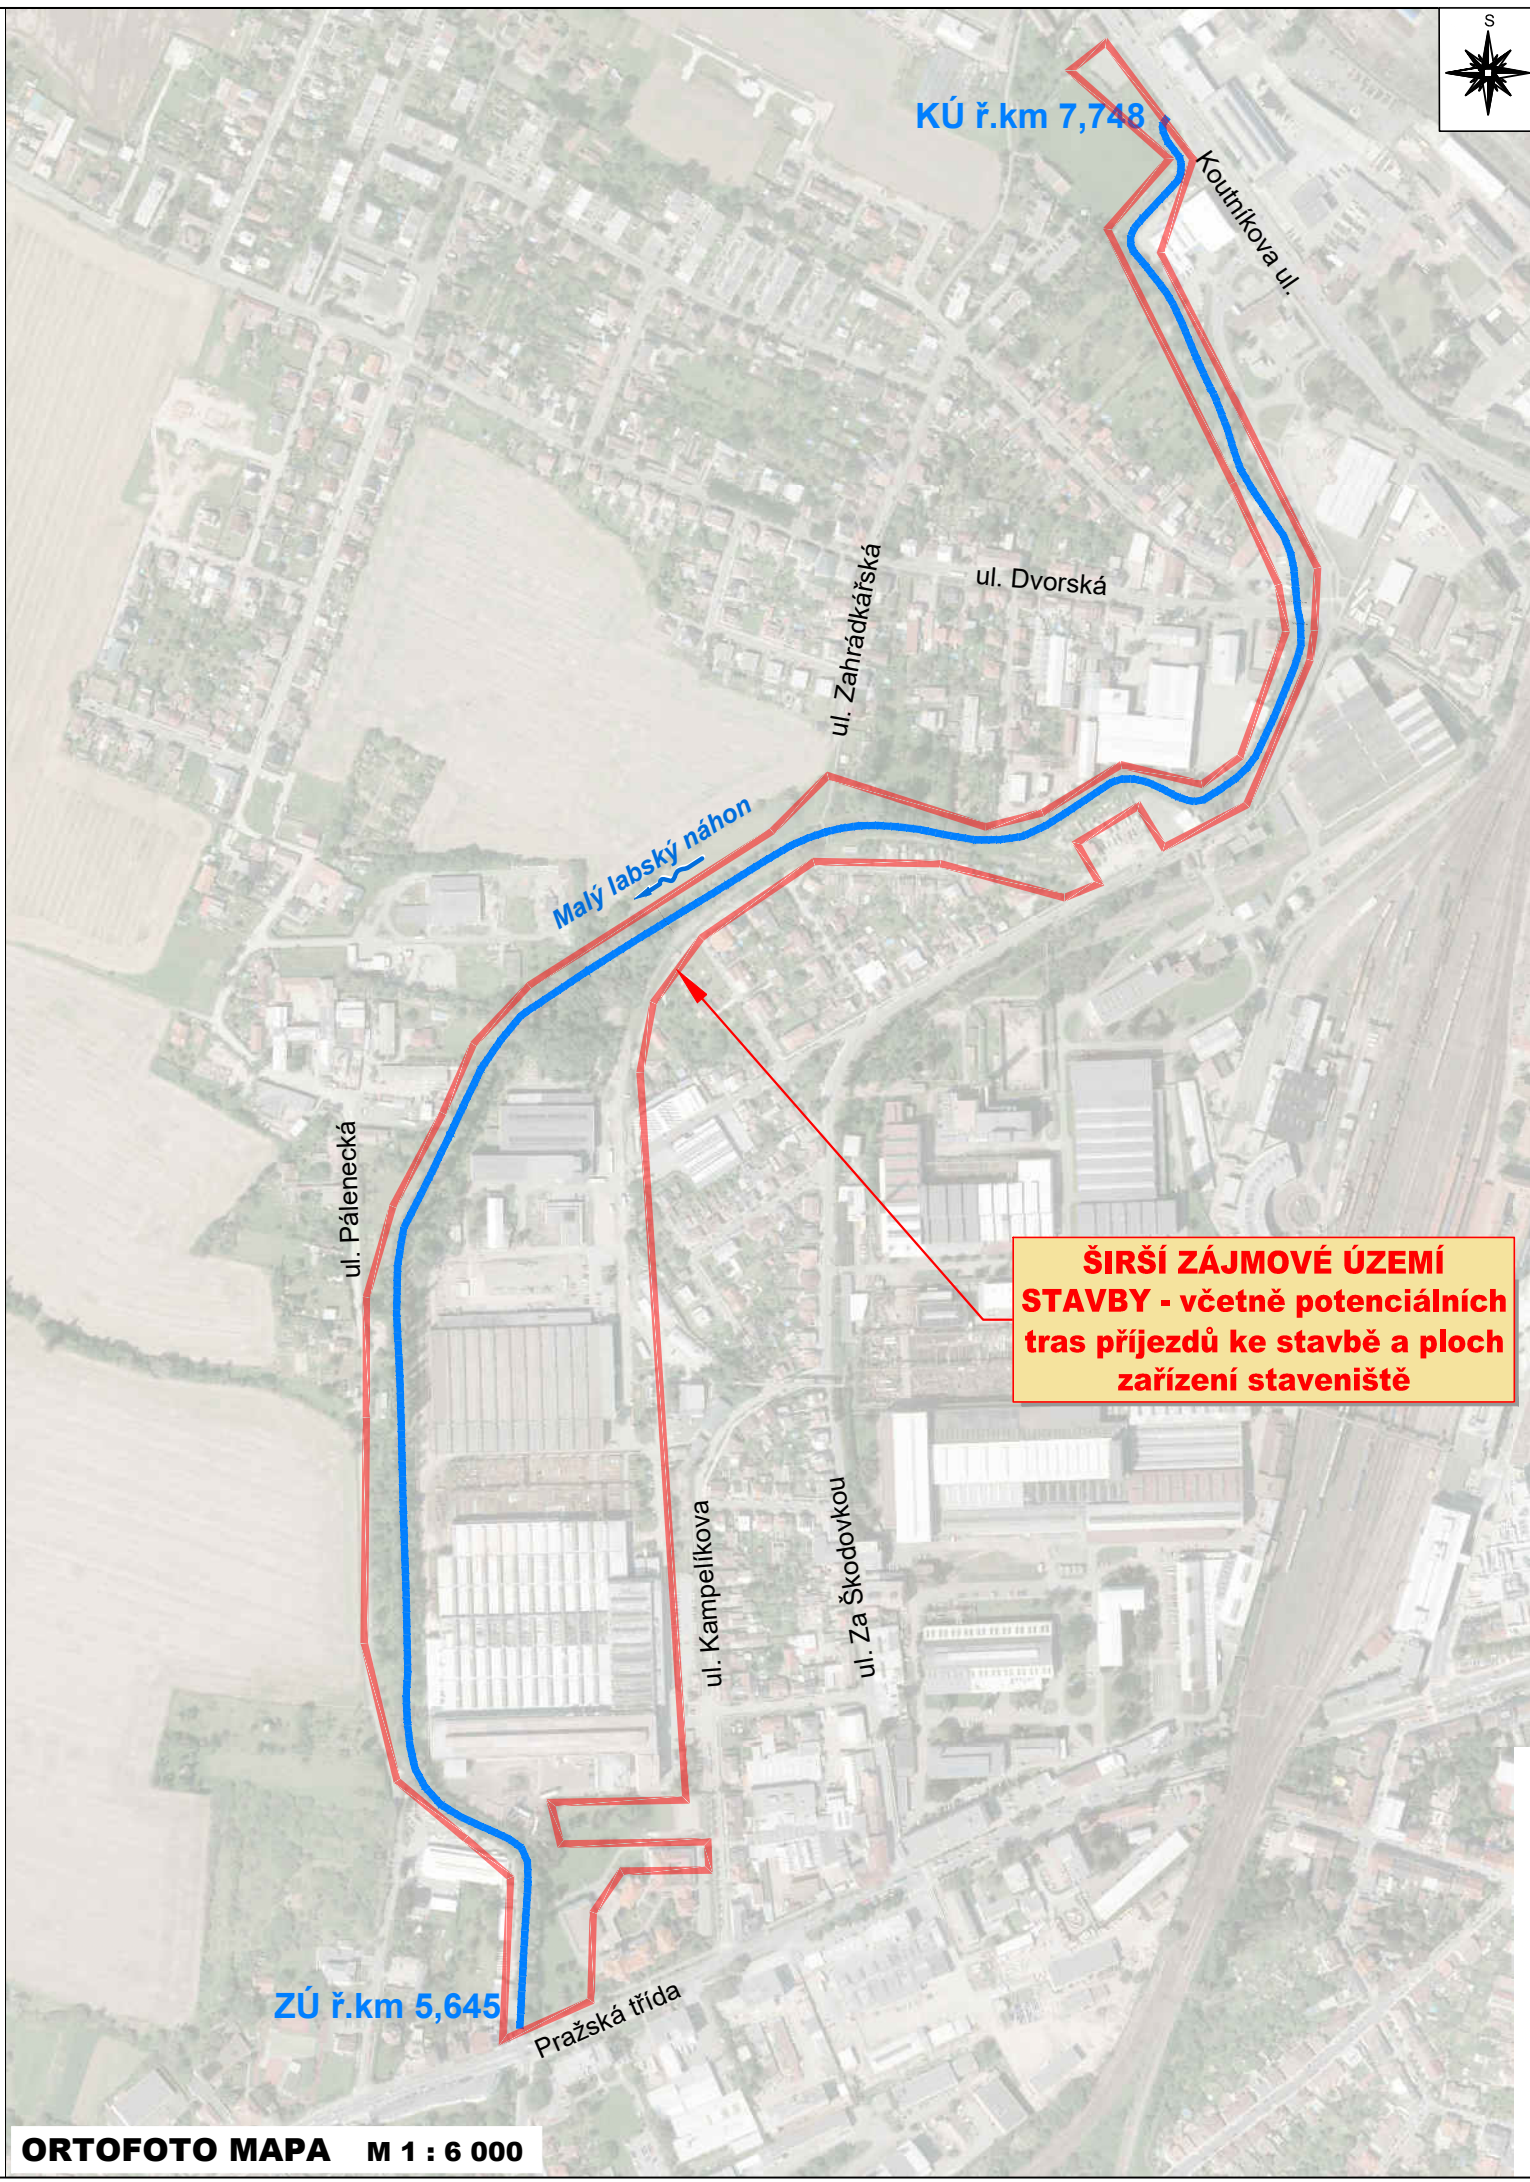 S
KÚ ř.km 7,748
Koutníkova ul.
ul. Dvorská
ul. Zahrádkářská
Malý labský náhon
ul. Pálenecká
ŠIRŠÍ ZÁJMOVÉ ÚZEMÍ
STAVBY - včetně potenciálních
tras příjezdů ke stavbě a ploch
zařízení staveniště
ul. Kampelíkova
ul. Za Škodovkou
ZÚ ř.km 5,645
Pražská třída
ORTOFOTO MAPA M 1 : 6 000